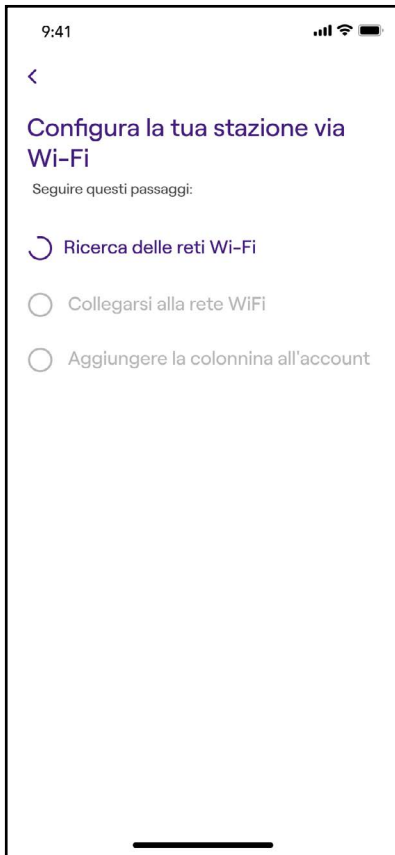 9:41
Configura la tua stazione via
Wi-Fi
Seguire questi passaggi:
Ricerca delle reti Wi-Fi
Collegarsi alla rete WiFi
Aggiungere la colonnina all'account